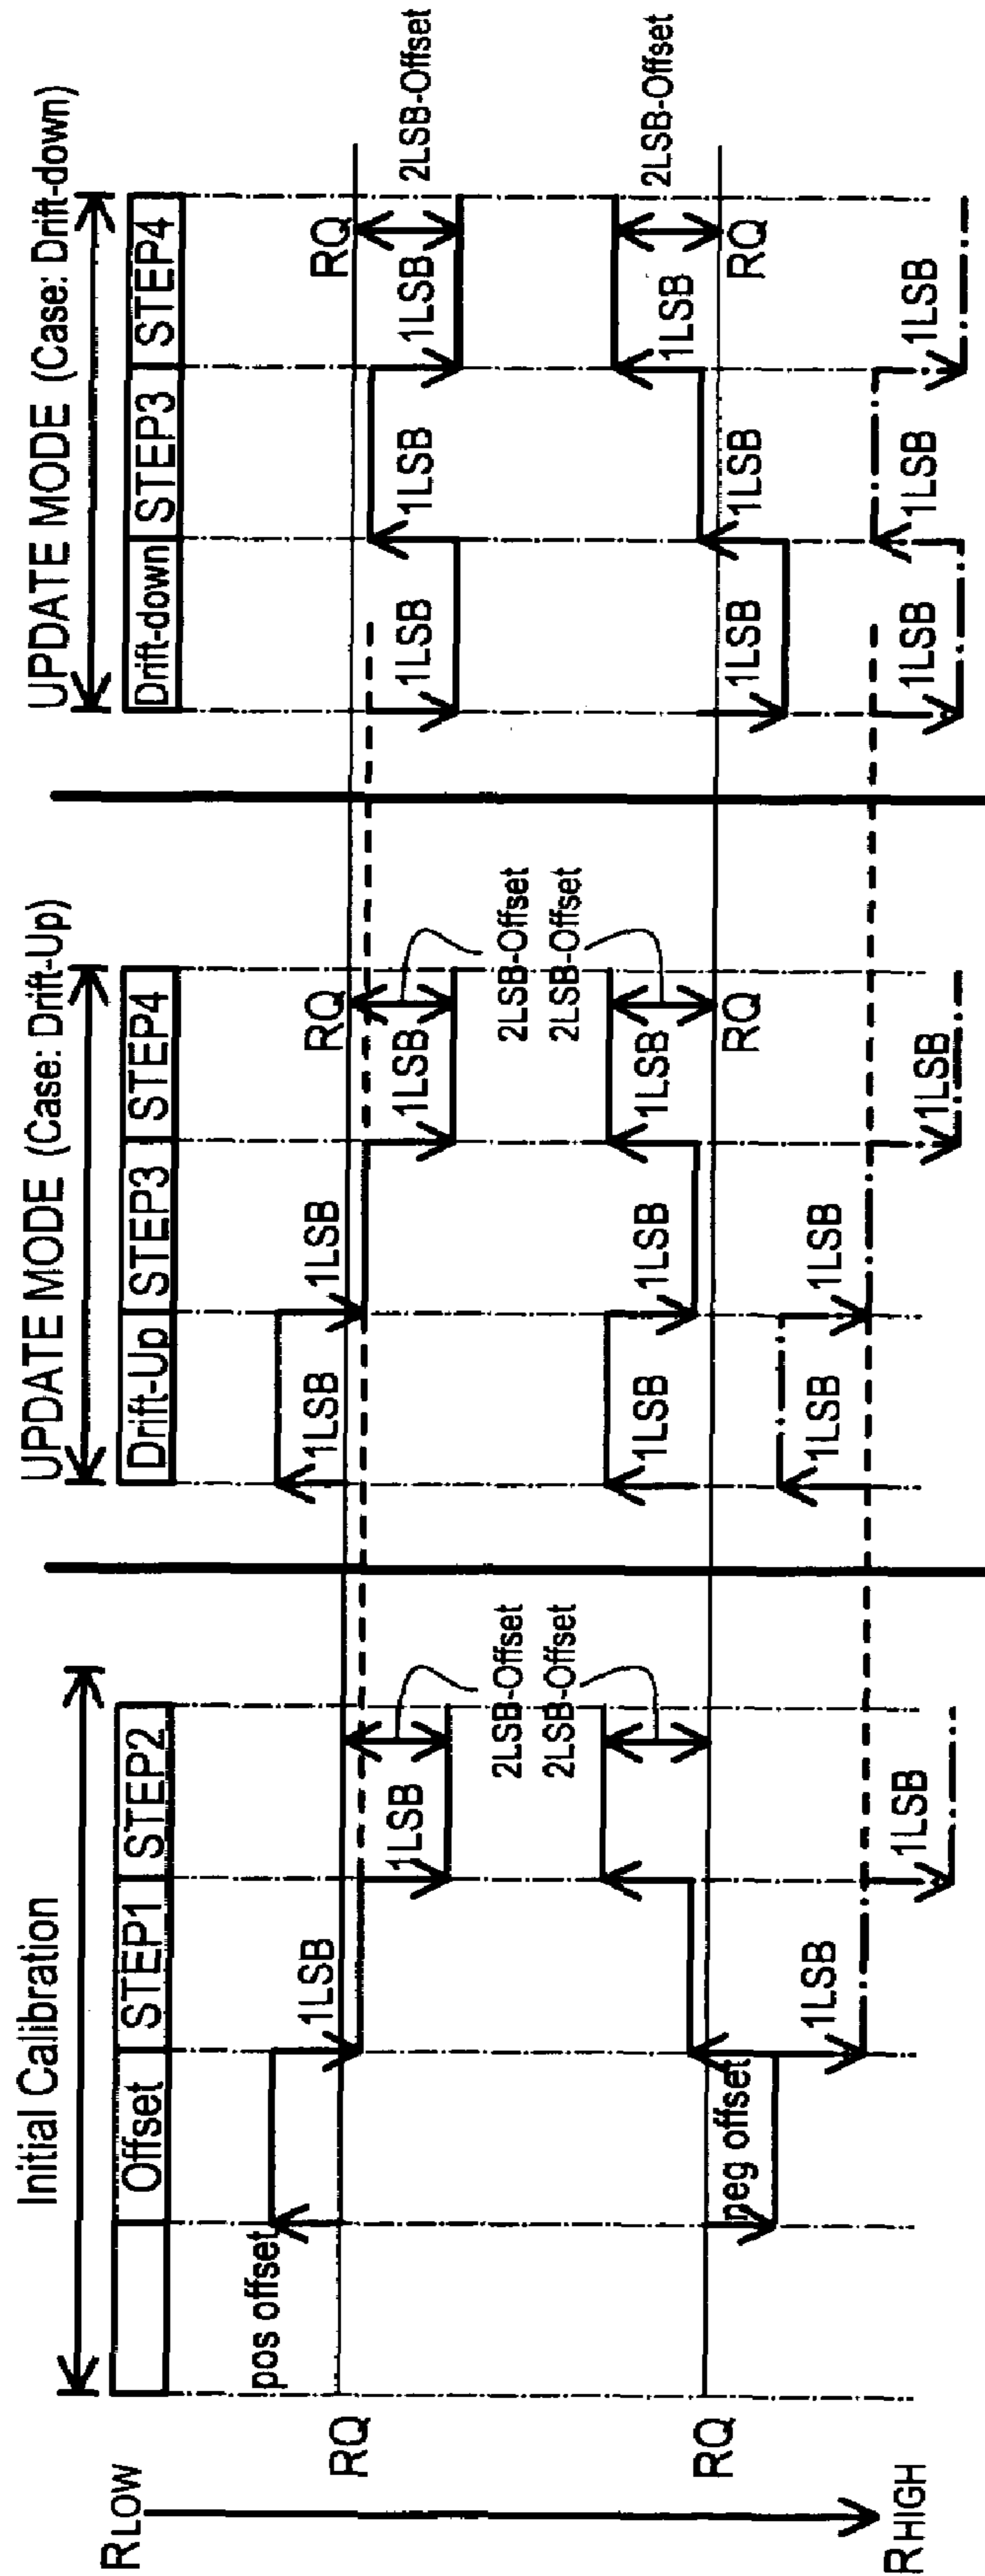 Initial Calibration
Offset STEP1 STEP2
RLOW
RHIGH
RQ
RQ
pos offset
neg offset
1LSB
1LSB
1LSB
1LSB
2LSB-Offset
2LSB-Offset
UPDATE MODE (Case: Drift-Up)
Drift-Up STEP3 STEP4
1LSB
1LSB
1LSB
RQ
1LSB
1LSB
1LSB
RQ
1LSB
1LSB
1LSB
2LSB-Offset
2LSB-Offset
UPDATE MODE (Case: Drift-down)
Drift-down STEP3 STEP4
1LSB
1LSB
1LSB
RQ
2LSB-Offset
1LSB
1LSB
1LSB
RQ
2LSB-Offset
1LSB
1LSB
1LSB